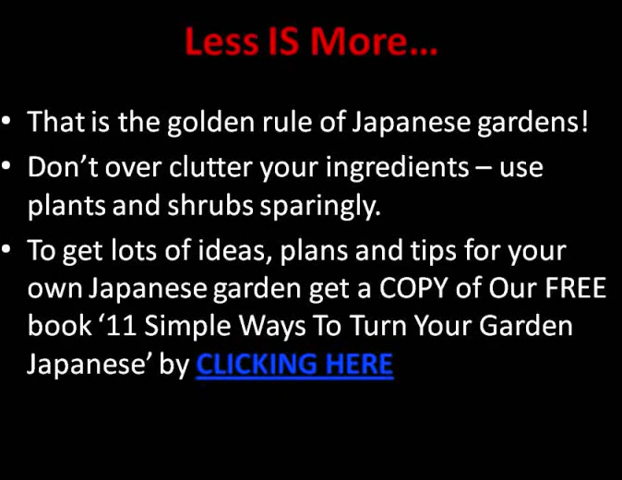 Less IS More...
• That is the golden rule of Japanese gardens!
• Don’t over clutter your ingredients – use
plants and shrubs sparingly.
• To get lots of ideas, plans and tips for your
own Japanese garden get a COPY of Our FREE
book ‘11 Simple Ways To Turn Your Garden
Japanese’ by CLICKING HERE